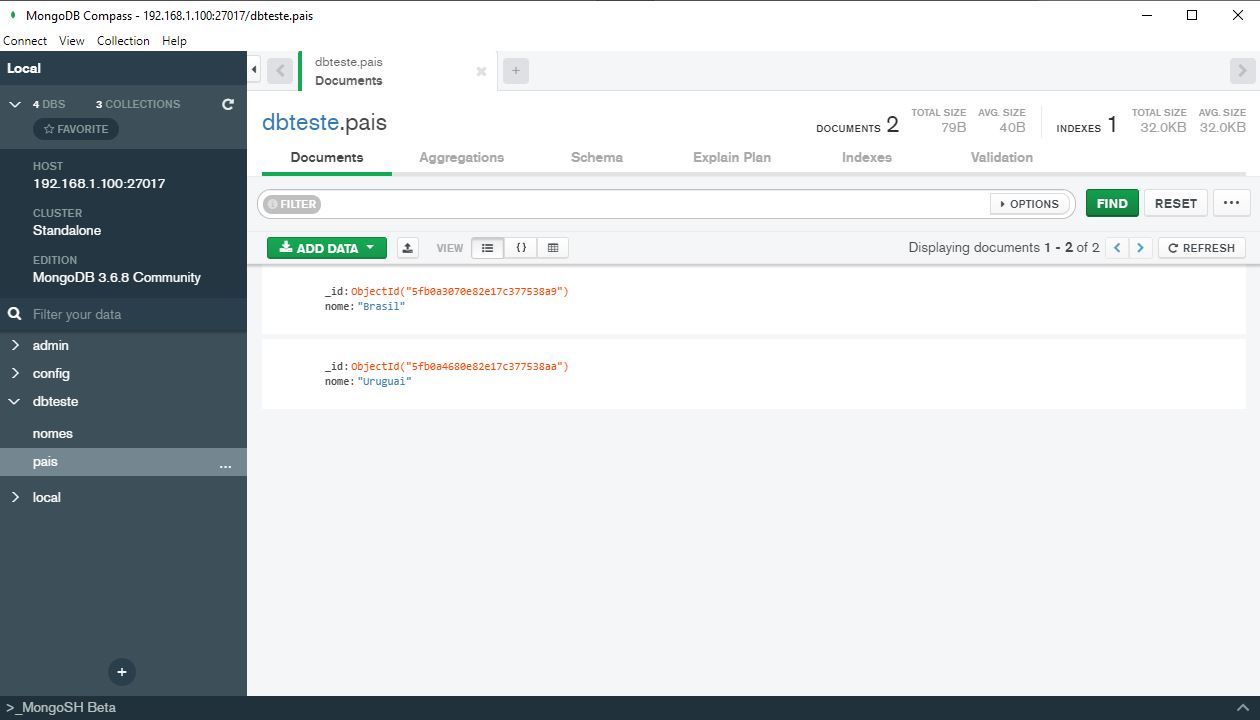 MongoDB Compass - 192.168.1.100:27017/dbteste.pais
Connect View Collection Help
Local
4 DBS 3 COLLECTIONS
FAVORITE
HOST
192.168.1.100:27017
CLUSTER
Standalone
EDITION
MongoDB 3.6.8 Community
Filter your data
admin
config
dbteste
nomes
pais ...
local
dbteste.pais
Documents
dbteste.pais
DOCUMENTS 2 TOTAL SIZE 79B AVG. SIZE 40B INDEXES 1 TOTAL SIZE 32.0KB AVG. SIZE 32.0KB
Documents Aggregations Schema Explain Plan Indexes Validation
FILTER OPTIONS FIND RESET ...
ADD DATA VIEW { } Displaying documents 1 - 2 of 2 < > REFRESH
_id: ObjectId("5fb0a3070e82e17c377538a9")
nome: "Brasil"
_id: ObjectId("5fb0a4680e82e17c377538aa")
nome: "Uruguai"
>_MongoSH Beta